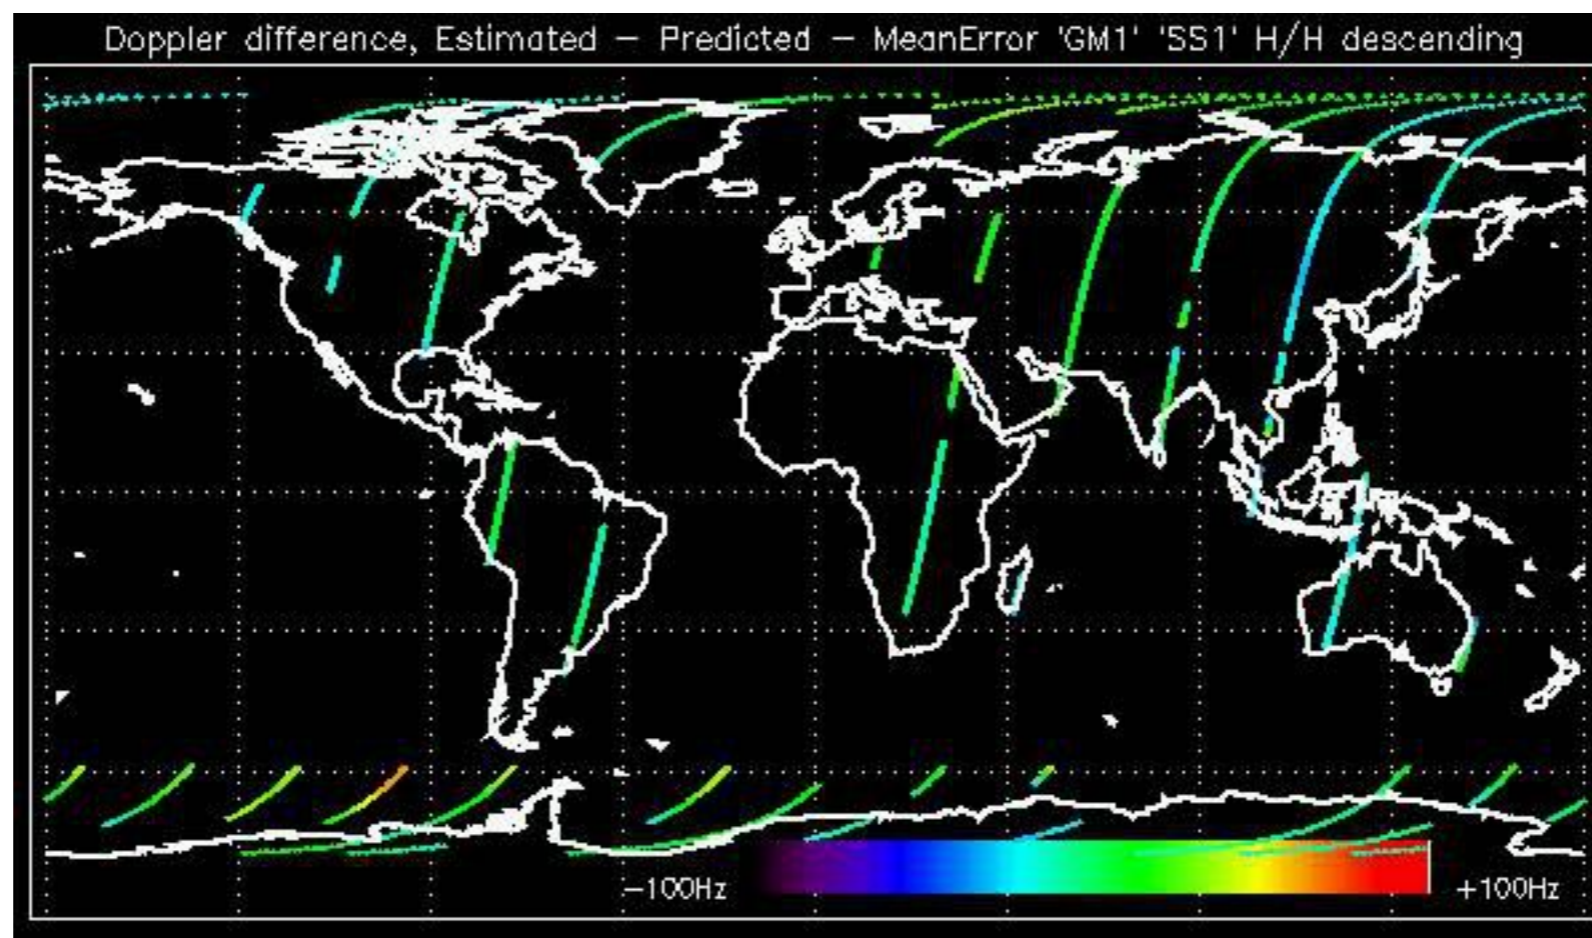 Doppler difference, Estimated − Predicted − MeanError 'GM1' 'SS1' H/H descending
−100Hz
+100Hz